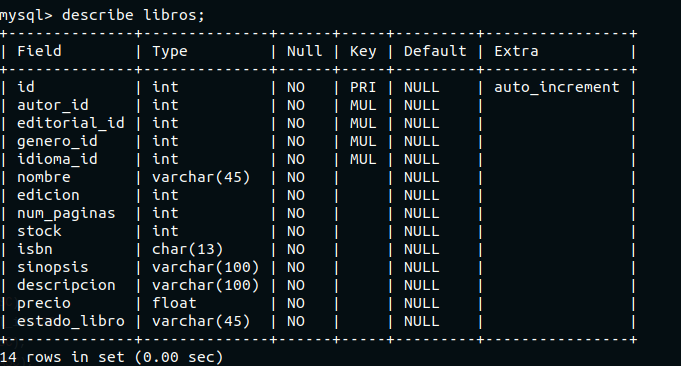 mysql> describe libros;
+--------------+--------------+------+-----+---------+----------------+
| Field        | Type         | Null | Key | Default | Extra          |
+--------------+--------------+------+-----+---------+----------------+
| id           | int          | NO   | PRI | NULL    | auto_increment |
| autor_id     | int          | NO   | MUL | NULL    |                |
| editorial_id | int          | NO   | MUL | NULL    |                |
| genero_id    | int          | NO   | MUL | NULL    |                |
| idioma_id    | int          | NO   | MUL | NULL    |                |
| nombre       | varchar(45)  | NO   |     | NULL    |                |
| edicion      | int          | NO   |     | NULL    |                |
| num_paginas  | int          | NO   |     | NULL    |                |
| stock        | int          | NO   |     | NULL    |                |
| isbn         | char(13)     | NO   |     | NULL    |                |
| sinopsis     | varchar(100) | NO   |     | NULL    |                |
| descripcion  | varchar(100) | NO   |     | NULL    |                |
| precio       | float        | NO   |     | NULL    |                |
| estado_libro | varchar(45)  | NO   |     | NULL    |                |
+--------------+--------------+------+-----+---------+----------------+
14 rows in set (0.00 sec)